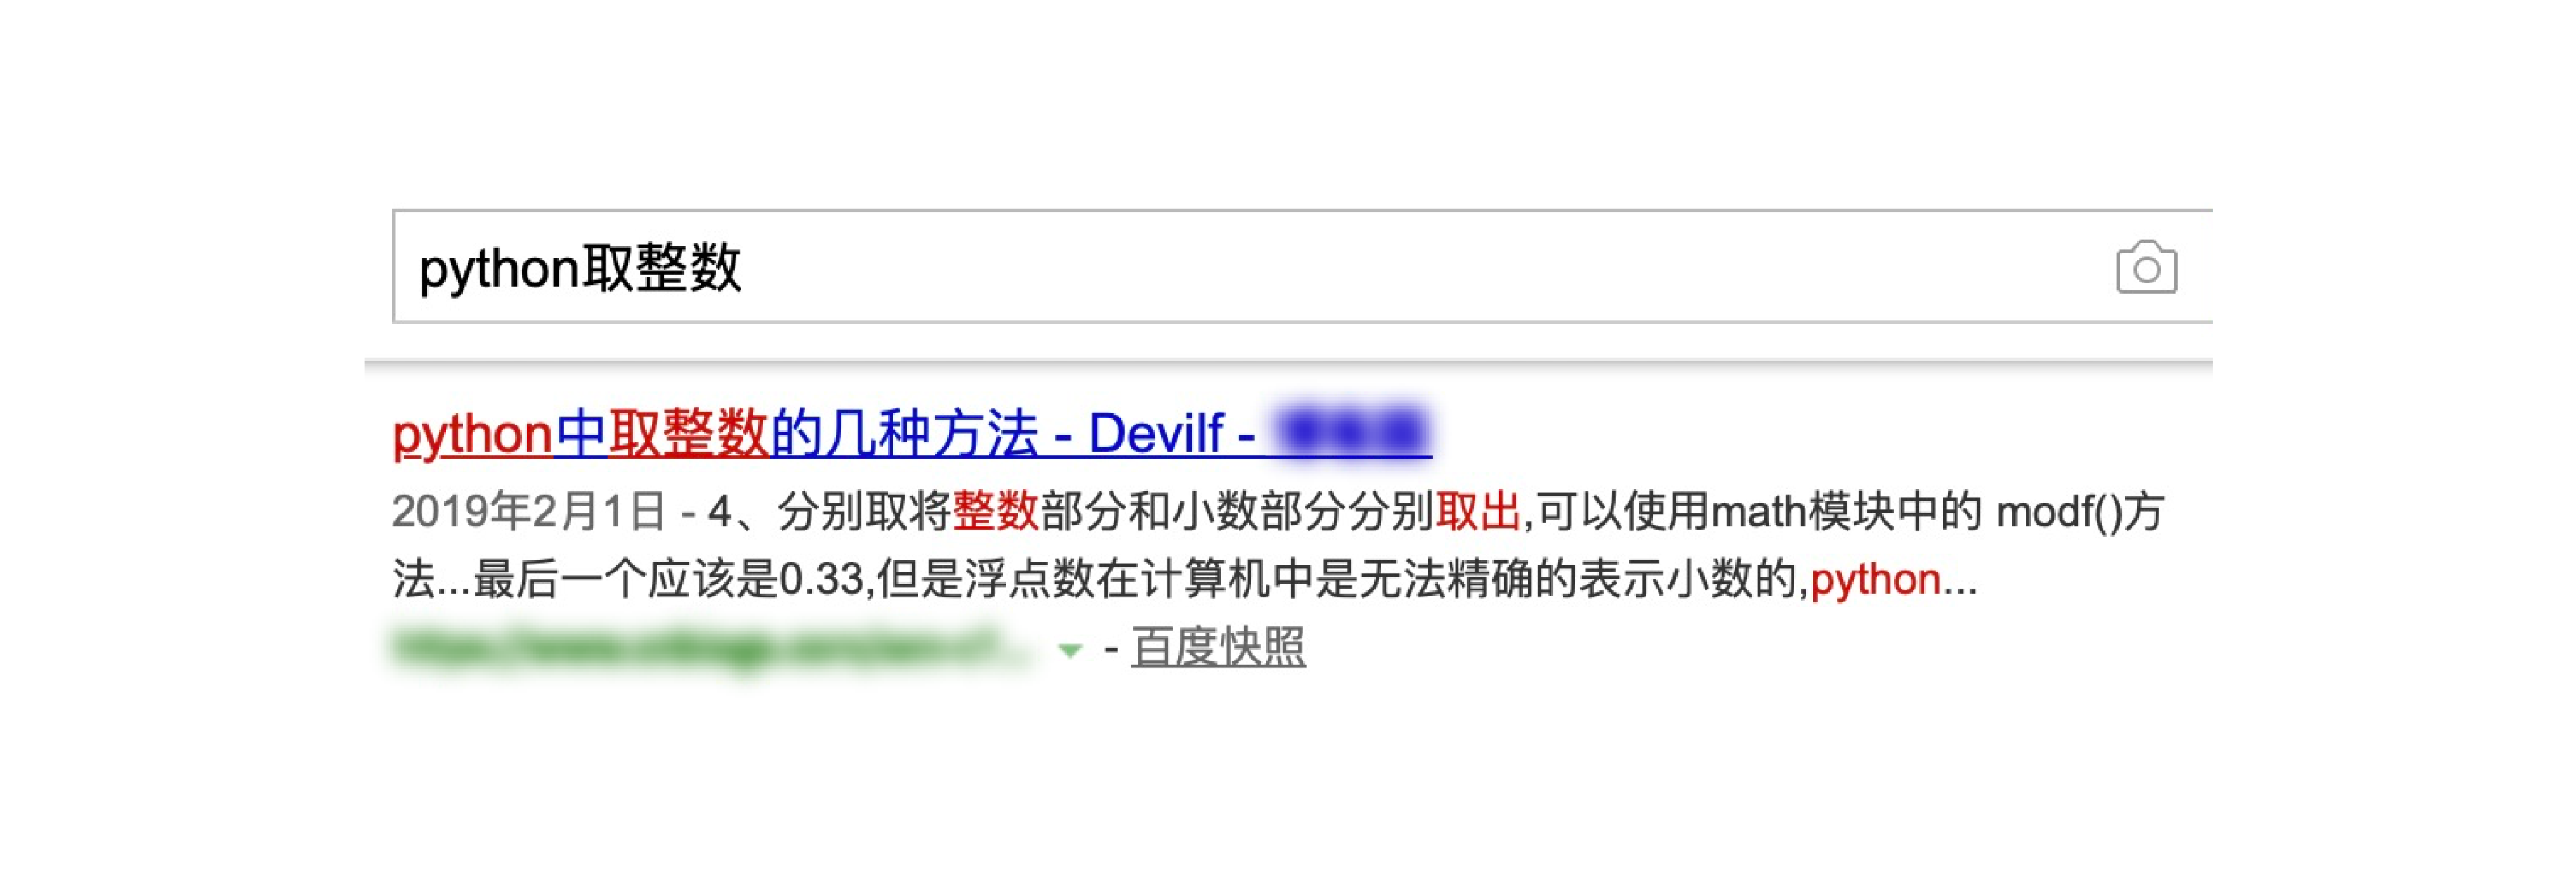 python取整数
python中取整数的几种方法 - Devilf -
2019年2月1日 - 4、分别取将整数部分和小数部分分别取出,可以使用math模块中的 modf()方
法...最后一个应该是0.33,但是浮点数在计算机中是无法精确的表示小数的,python...
- 百度快照